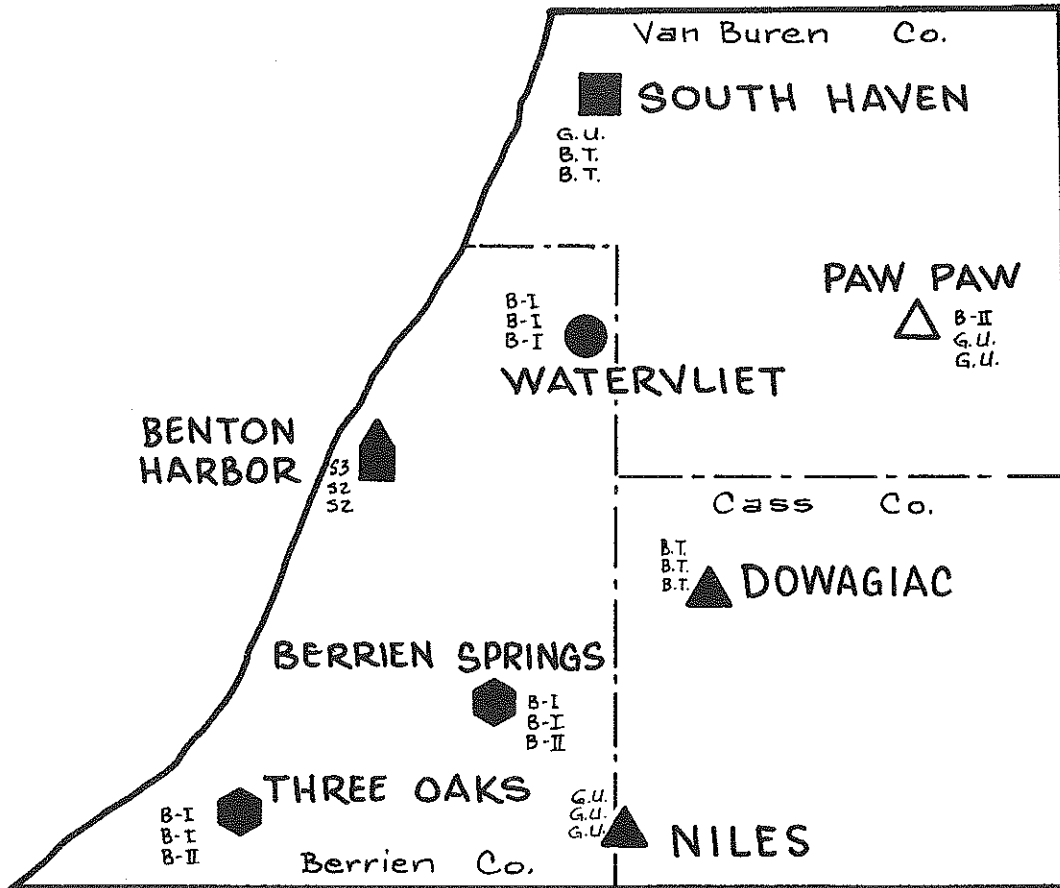 Van Buren Co.
SOUTH HAVEN
G.U.
B.T.
B.T.
PAW PAW
B-II
G.U.
G.U.
B-I
B-I
B-I
WATERVLIET
BENTON
HARBOR
S3
S2
S2
Cass Co.
B.T.
B.T.
B.T.
DOWAGIAC
BERRIEN SPRINGS
B-I
B-I
B-II
THREE OAKS
B-I
B-I
B-II
G.U.
G.U.
G.U.
NILES
Berrien Co.